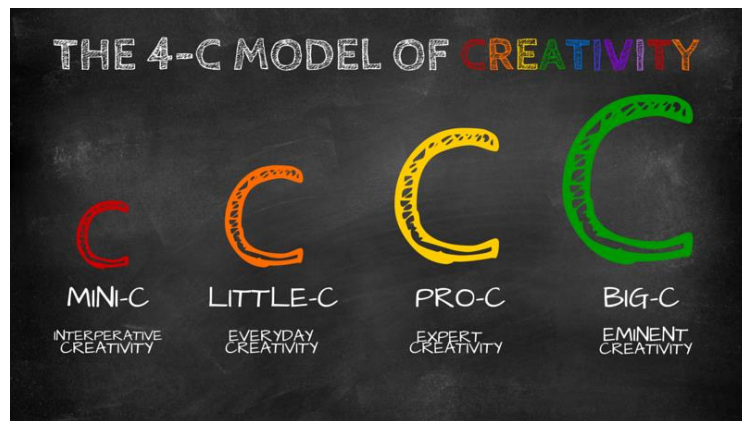 THE 4-C MODEL OF CREATIVITY
MINI-C
INTERPERATIVE
CREATIVITY
LITTLE-C
EVERYDAY
CREATIVITY
PRO-C
EXPERT
CREATIVITY
BIG-C
EMINENT
CREATIVITY